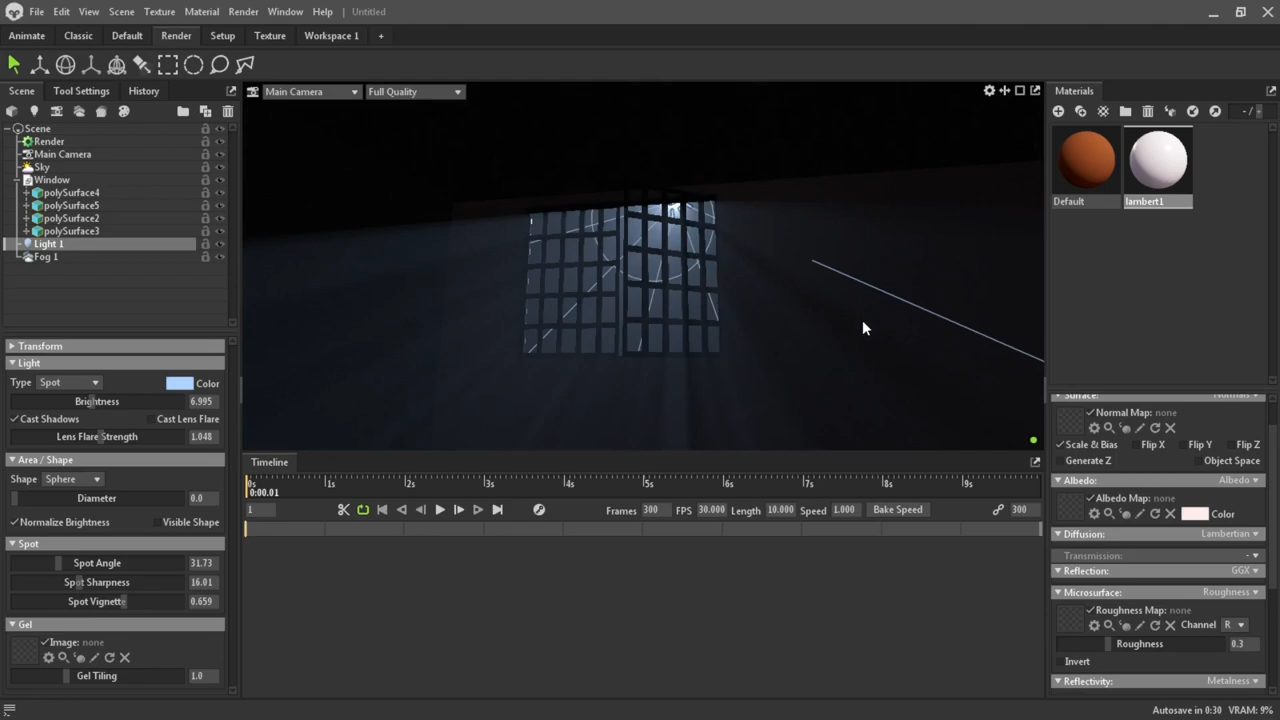 File Edit View Scene Texture Material Render Window Help Untitled
Animate Classic Default Render Setup Texture Workspace 1 +
Scene Tool Settings History
Main Camera Full Quality
Materials
-/-
Scene
Render
Main Camera
Sky
Window
polySurface4
polySurface5
polySurface2
polySurface3
Light 1
Fog 1
Default lambert1
Transform
Light
Type Spot Color
Brightness 6.995
Cast Shadows Cast Lens Flare
Lens Flare Strength 1.048
Area / Shape
Shape Sphere
Diameter 0.0
Normalize Brightness Visible Shape
Spot
Spot Angle 31.73
Spot Sharpness 16.01
Spot Vignette 0.659
Gel
Image: none
Gel Tiling 1.0
Timeline
0s 1s 2s 3s 4s 5s 6s 7s 8s 9s
0:00.01
1 Frames 300 FPS 30.000 Length 10.000 Speed 1.000 Bake Speed 300
Surface: Normals
Normal Map: none
Scale & Bias Flip X Flip Y Flip Z
Generate Z Object Space
Albedo: Albedo
Albedo Map: none
Color
Diffusion: Lambertian
Transmission: -
Reflection: GGX
Microsurface: Roughness
Roughness Map: none
Channel R
Roughness 0.3
Invert
Reflectivity: Metalness
Autosave in 0:30 VRAM: 9%